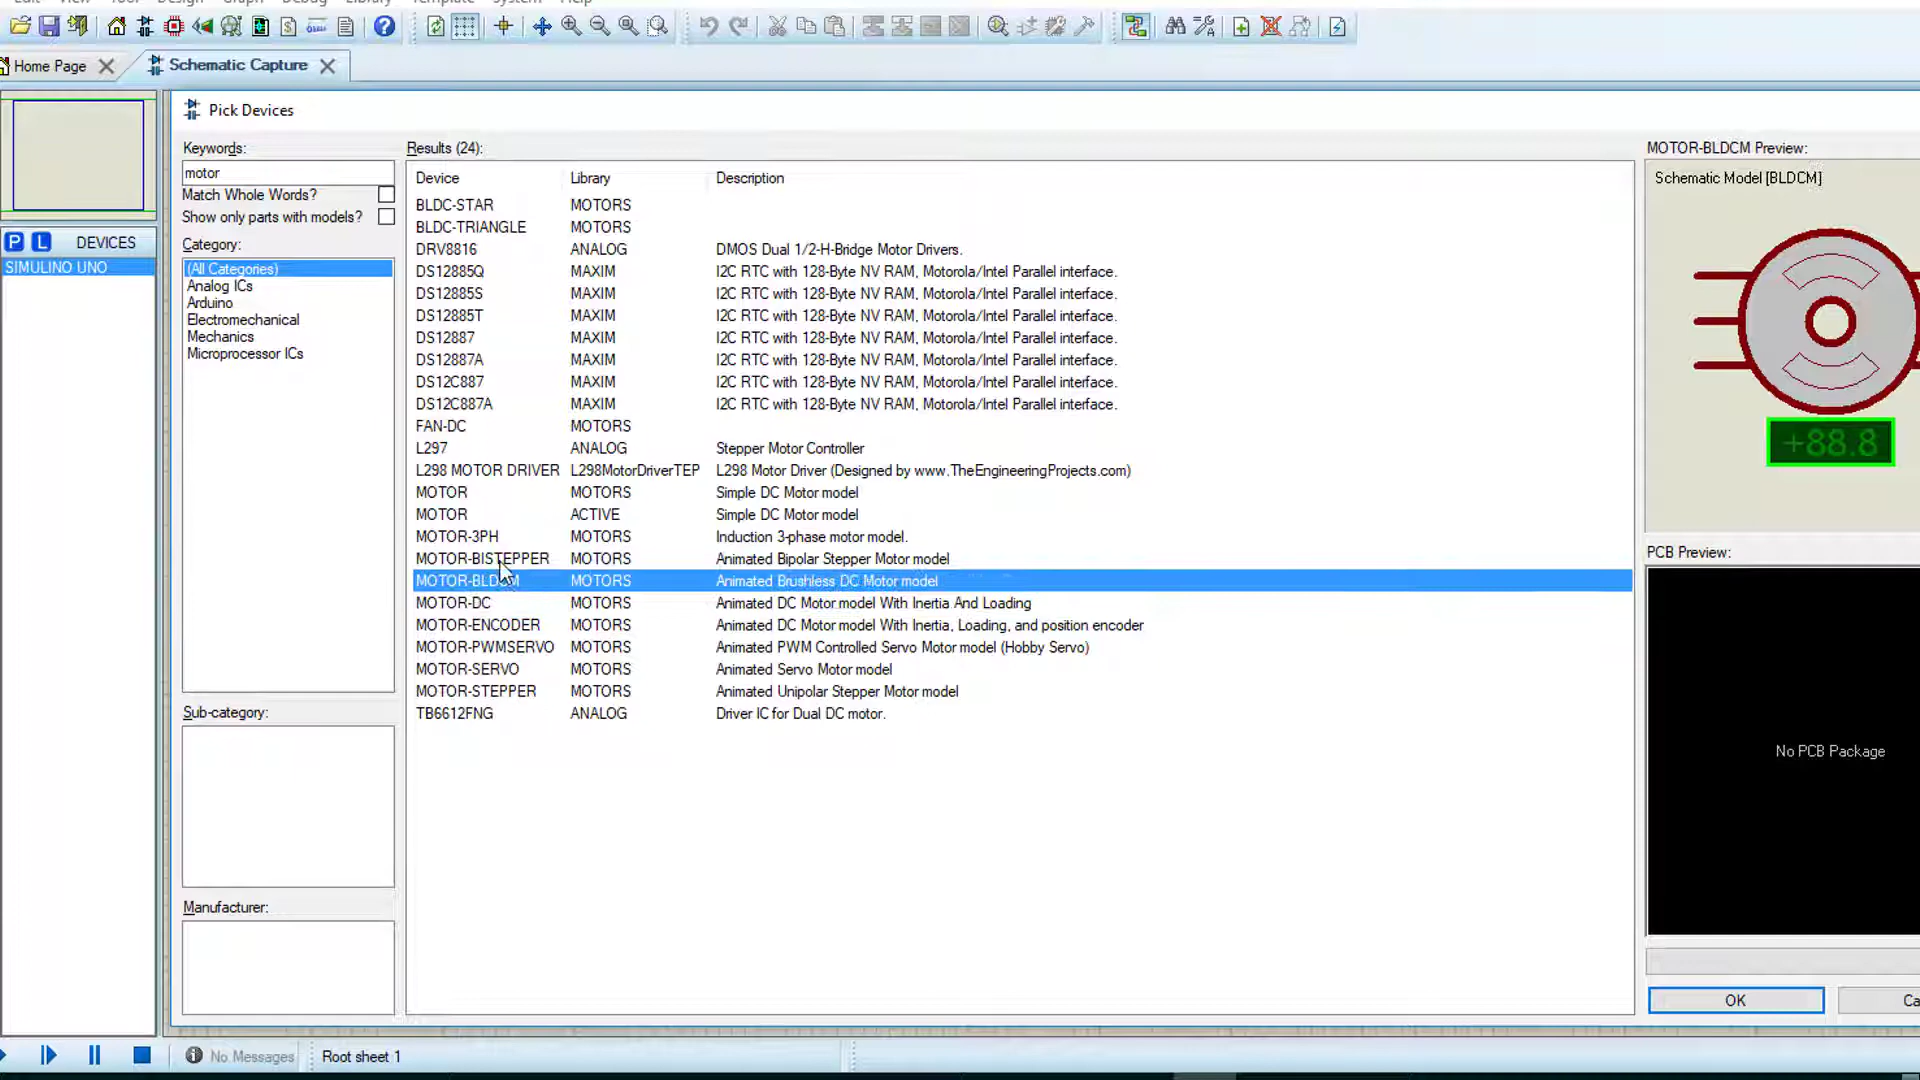 Edit View Tool Design Graph Debug Library Template System Help
Home Page
Schematic Capture
Pick Devices
Keywords:
motor
Match Whole Words?
Show only parts with models?
Category:
(All Categories)
Analog ICs
Arduino
Electromechanical
Mechanics
Microprocessor ICs
Sub-category:
Manufacturer:
P L DEVICES
SIMULINO UNO
Results (24):
Device Library Description
BLDC-STAR MOTORS
BLDC-TRIANGLE MOTORS
DRV8816 ANALOG DMOS Dual 1/2-H-Bridge Motor Drivers.
DS12885Q MAXIM I2C RTC with 128-Byte NV RAM, Motorola/Intel Parallel interface.
DS12885S MAXIM I2C RTC with 128-Byte NV RAM, Motorola/Intel Parallel interface.
DS12885T MAXIM I2C RTC with 128-Byte NV RAM, Motorola/Intel Parallel interface.
DS12887 MAXIM I2C RTC with 128-Byte NV RAM, Motorola/Intel Parallel interface.
DS12887A MAXIM I2C RTC with 128-Byte NV RAM, Motorola/Intel Parallel interface.
DS12C887 MAXIM I2C RTC with 128-Byte NV RAM, Motorola/Intel Parallel interface.
DS12C887A MAXIM I2C RTC with 128-Byte NV RAM, Motorola/Intel Parallel interface.
FAN-DC MOTORS
L297 ANALOG Stepper Motor Controller
L298 MOTOR DRIVER L298MotorDriverTEP L298 Motor Driver (Designed by www.TheEngineeringProjects.com)
MOTOR MOTORS Simple DC Motor model
MOTOR ACTIVE Simple DC Motor model
MOTOR-3PH MOTORS Induction 3-phase motor model.
MOTOR-BISTEPPER MOTORS Animated Bipolar Stepper Motor model
MOTOR-BLDCM MOTORS Animated Brushless DC Motor model
MOTOR-DC MOTORS Animated DC Motor model With Inertia And Loading
MOTOR-ENCODER MOTORS Animated DC Motor model With Inertia, Loading, and position encoder
MOTOR-PWMSERVO MOTORS Animated PWM Controlled Servo Motor model (Hobby Servo)
MOTOR-SERVO MOTORS Animated Servo Motor model
MOTOR-STEPPER MOTORS Animated Unipolar Stepper Motor model
TB6612FNG ANALOG Driver IC for Dual DC motor.
MOTOR-BLDCM Preview:
Schematic Model [BLDCM]
+88.8
PCB Preview:
No PCB Package
OK
Ca
No Messages
Root sheet 1